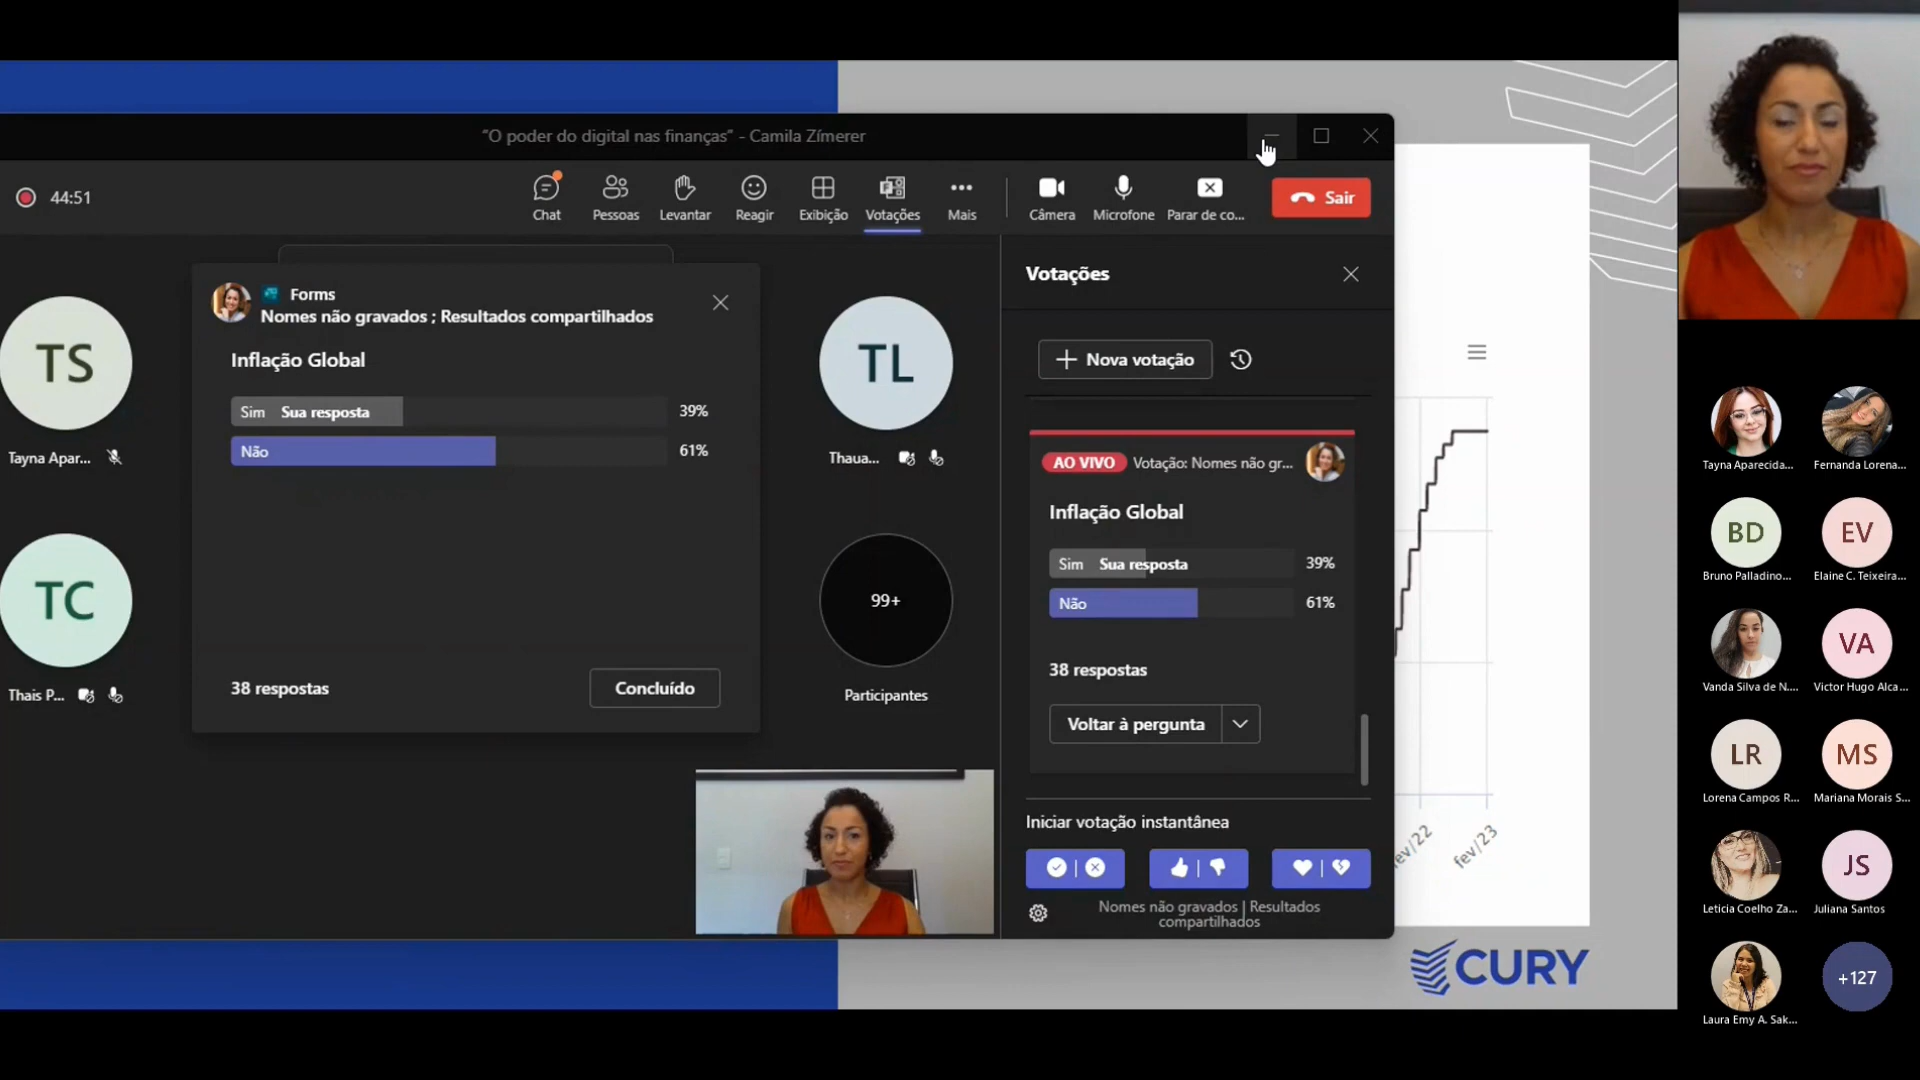 “O poder do digital nas finanças” - Camila Zímerer
44:51
Chat
Pessoas
Levantar
Reagir
Exibição
Votações
Mais
Câmera
Microfone
Parar de co...
Sair
TS
Tayna Apar...
TC
Thais P...
Forms
Nomes não gravados ; Resultados compartilhados
Inflação Global
Sim Sua resposta 39%
Não 61%
38 respostas
Concluído
TL
Thaua...
99+
Participantes
Votações
Nova votação
AO VIVO Votação: Nomes não gr...
Inflação Global
Sim Sua resposta 39%
Não 61%
38 respostas
Voltar à pergunta
Iniciar votação instantânea
Nomes não gravados | Resultados
compartilhados
ev/22
fev/23
CURY
Tayna Aparecida...
Fernanda Lorena...
BD
Bruno Palladino...
EV
Elaine C. Teixeira...
Vanda Silva de N...
VA
Victor Hugo Alca...
LR
Lorena Campos R...
MS
Mariana Morais S...
Leticia Coelho Za...
JS
Juliana Santos
Laura Emy A. Sak...
+127